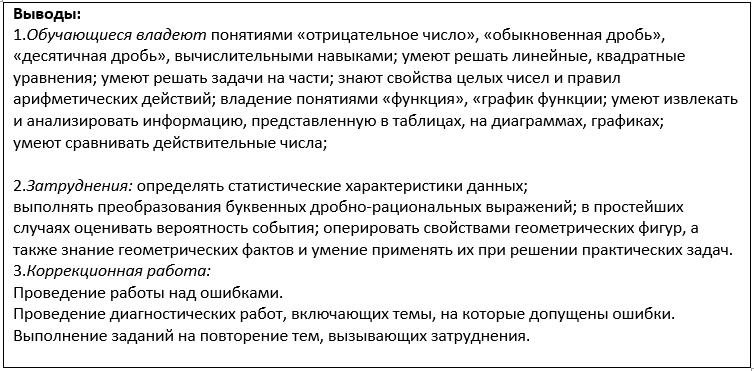 Выводы:
1.Обучающиеся владеют понятиями «отрицательное число», «обыкновенная дробь»,
«десятичная дробь», вычислительными навыками; умеют решать линейные, квадратные
уравнения; умеют решать задачи на части; знают свойства целых чисел и правил
арифметических действий; владение понятиями «функция», «график функции; умеют извлекать
и анализировать информацию, представленную в таблицах, на диаграммах, графиках;
умеют сравнивать действительные числа;
2.Затруднения: определять статистические характеристики данных;
выполнять преобразования буквенных дробно-рациональных выражений; в простейших
случаях оценивать вероятность события; оперировать свойствами геометрических фигур, а
также знание геометрических фактов и умение применять их при решении практических задач.
3.Коррекционная работа:
Проведение работы над ошибками.
Проведение диагностических работ, включающих темы, на которые допущены ошибки.
Выполнение заданий на повторение тем, вызывающих затруднения.